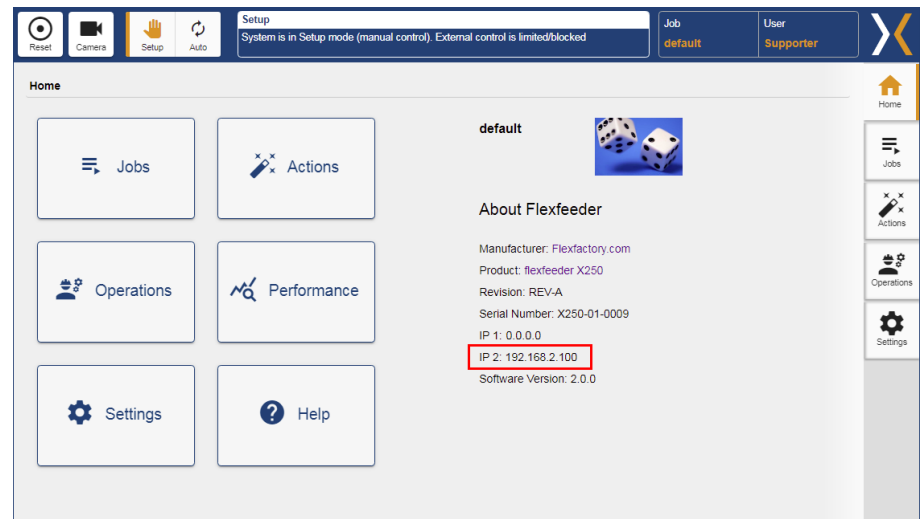 Reset
Camera
Setup
Auto
Setup
System is in Setup mode (manual control). External control is limited/blocked
Job
default
User
Supporter
Home
Jobs
Actions
Operations
Performance
Settings
Help
default
About Flexfeeder
Manufacturer: Flexfactory.com
Product: flexfeeder X250
Revision: REV-A
Serial Number: X250-01-0009
IP 1: 0.0.0.0
IP 2: 192.168.2.100
Software Version: 2.0.0
Home
Jobs
Actions
Operations
Settings